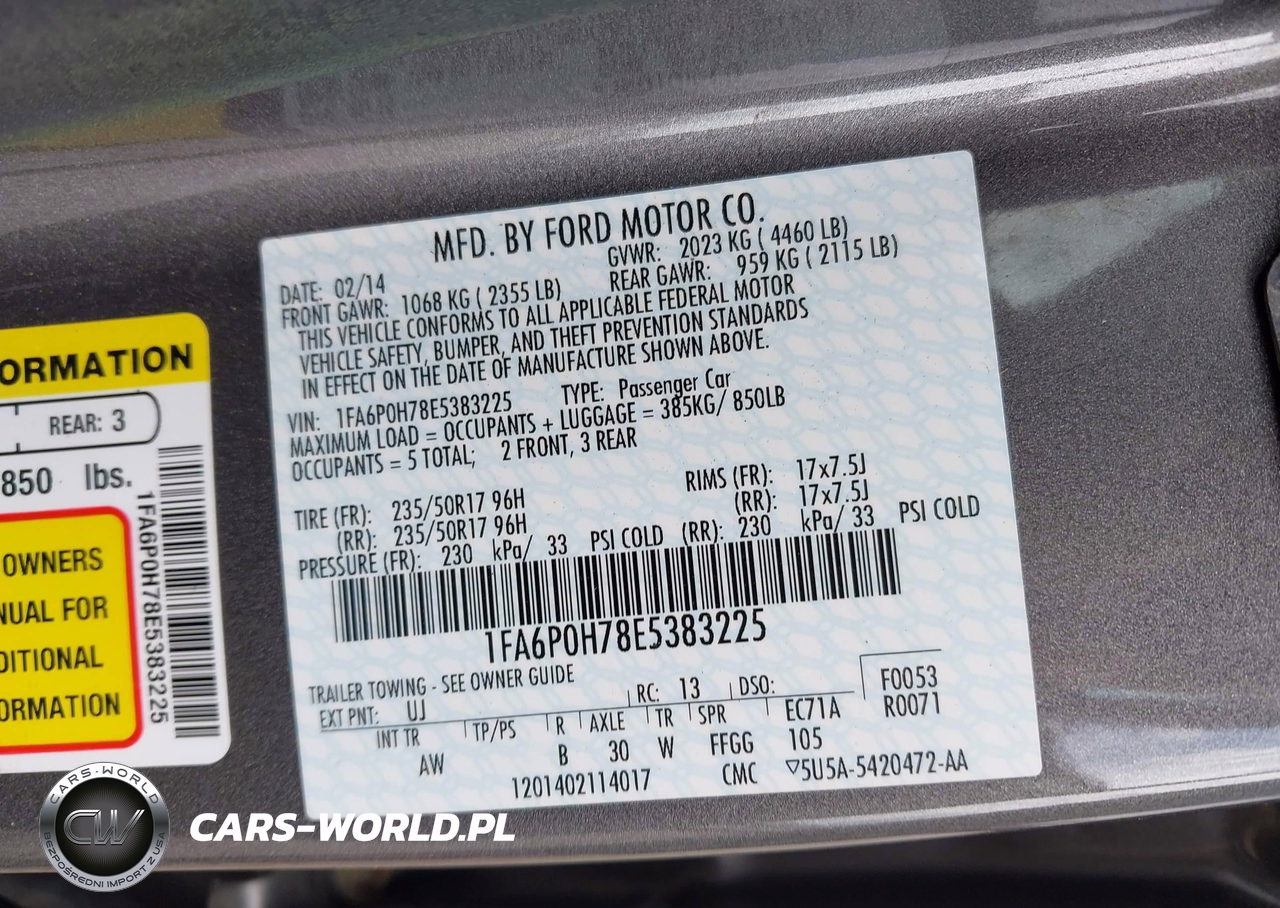 MFD. BY FORD MOTOR CO.
DATE: 02/14 GVWR: 2023 KG ( 4460 LB)
FRONT GAWR: 1068 KG ( 2355 LB) REAR GAWR: 959 KG ( 2115 LB)
THIS VEHICLE CONFORMS TO ALL APPLICABLE FEDERAL MOTOR
VEHICLE SAFETY, BUMPER, AND THEFT PREVENTION STANDARDS
IN EFFECT ON THE DATE OF MANUFACTURE SHOWN ABOVE.
VIN: 1FA6P0H78E5383225 TYPE: Passenger Car
MAXIMUM LOAD = OCCUPANTS + LUGGAGE = 385KG/ 850LB
OCCUPANTS = 5 TOTAL; 2 FRONT, 3 REAR
TIRE (FR): 235/50R17 96H RIMS (FR): 17x7.5J
(RR): 235/50R17 96H (RR): 17x7.5J
PRESSURE (FR): 230 kPa/ 33 PSI COLD (RR): 230 kPa/ 33 PSI COLD
1FA6P0H78E5383225
TRAILER TOWING - SEE OWNER GUIDE
EXT PNT: UJ RC: 13 DSO: F0053
INT TR TP/PS R AXLE TR SPR EC71A R0071
AW B 30 W FFGG 105
1201402114017 CMC ▽5U5A-5420472-AA
ORMATION
REAR: 3
850 lbs.
OWNERS
NUAL FOR
DITIONAL
ORMATION
1FA6P0H78E5383225
CARS-WORLD
CW
BEZPOŚREDNI IMPORT Z USA
CARS-WORLD.PL